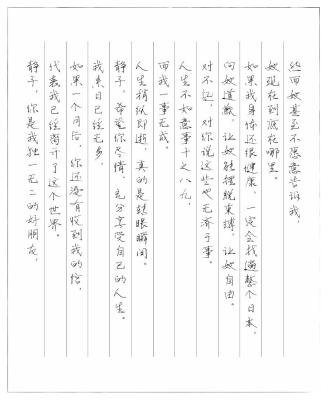 然而奴甚至不愿意告诉我，
奴现在到底在哪里。
如果我身体还很健康，一定会找遍整个日本，
向奴道歉，让奴能摆脱束缚，让奴自由。
对不起，对你说这些也无济于事。
人生不如意事十之八九，
而我一事无成。
人生稍纵即逝，真的是转眼瞬间。
静子，希望你尽情，充分享受自己的人生。
我来日已经无多，
如果一个月后，你还没有收到我的信，
代表我已经离开了这个世界。
静子，你是我独一无二的好朋友，